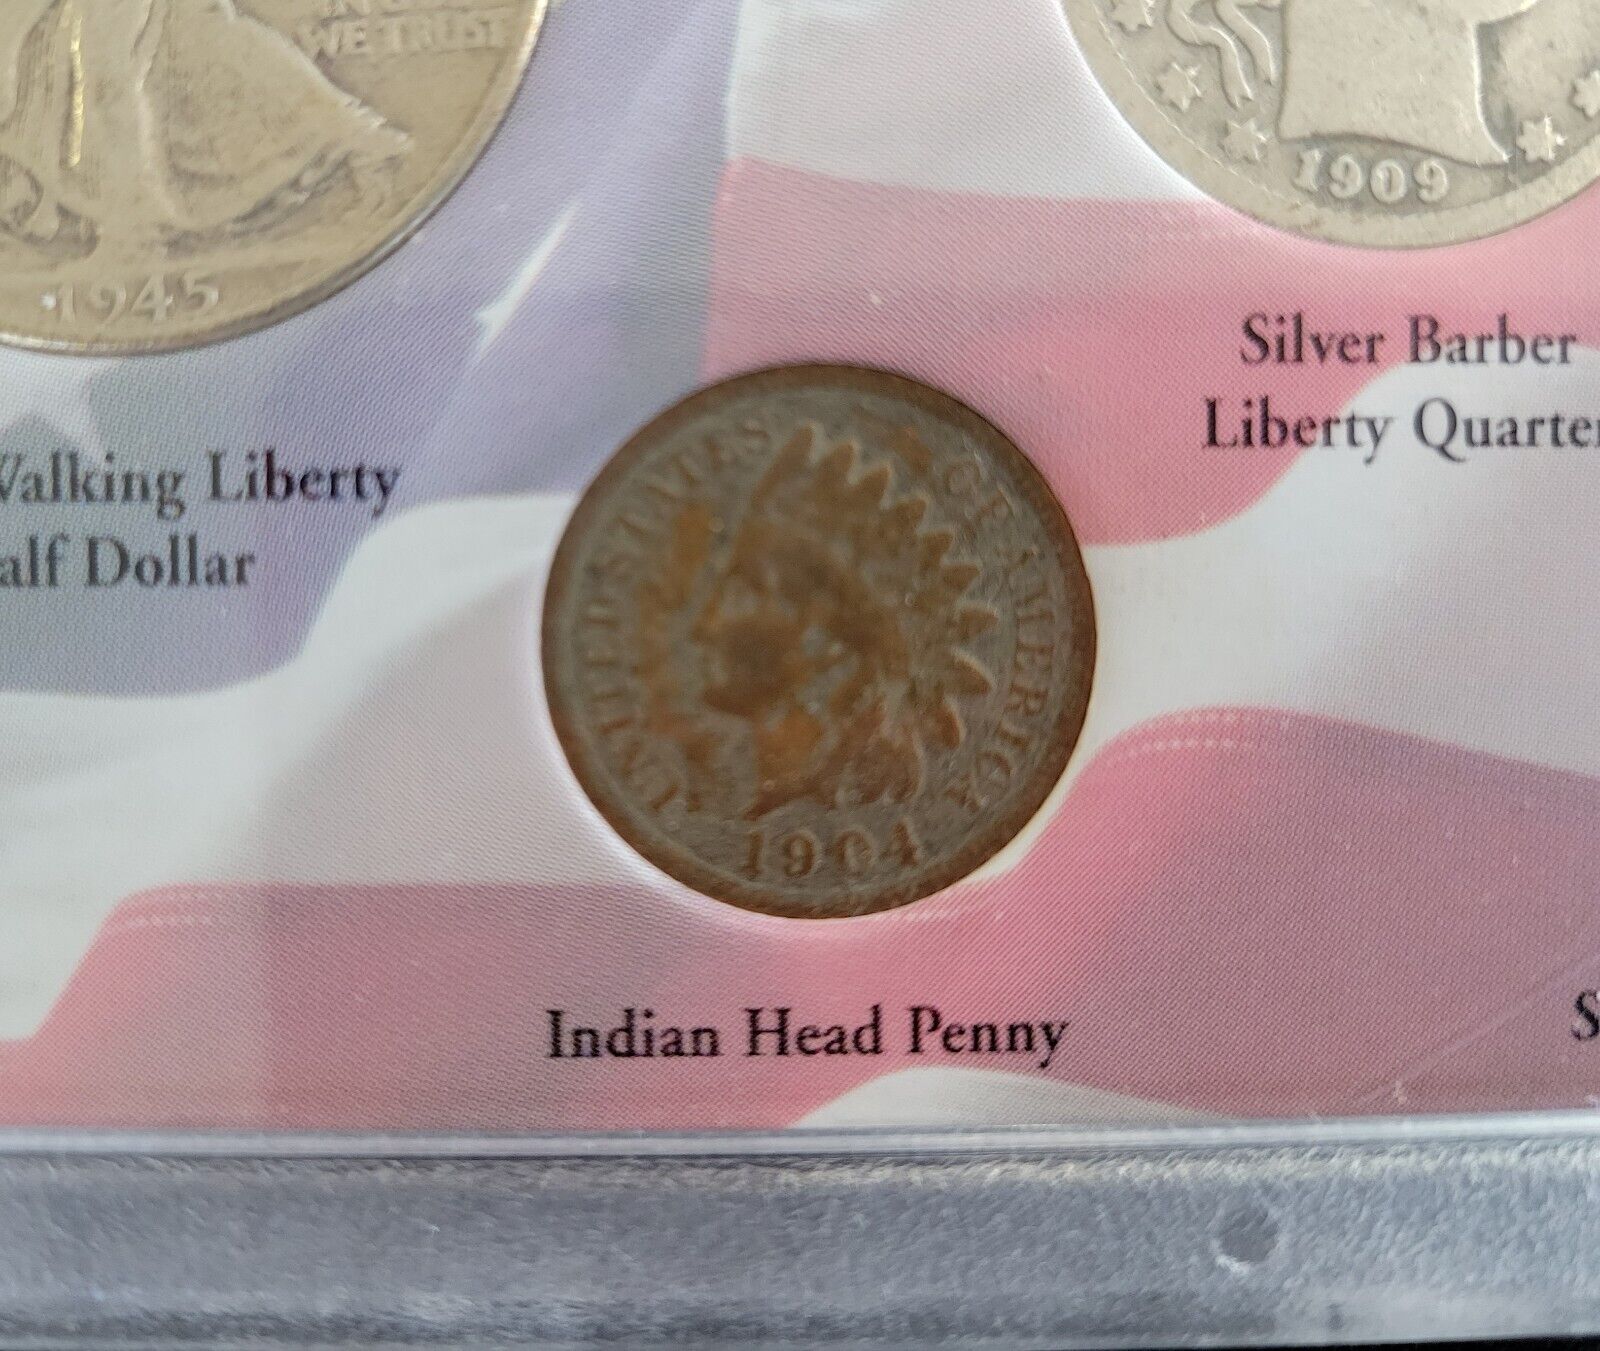 WE TRUST
1945
Walking Liberty
alf Dollar
1909
Silver Barber
Liberty Quarter
UNITED STATES OF AMERICA
1904
Indian Head Penny
S